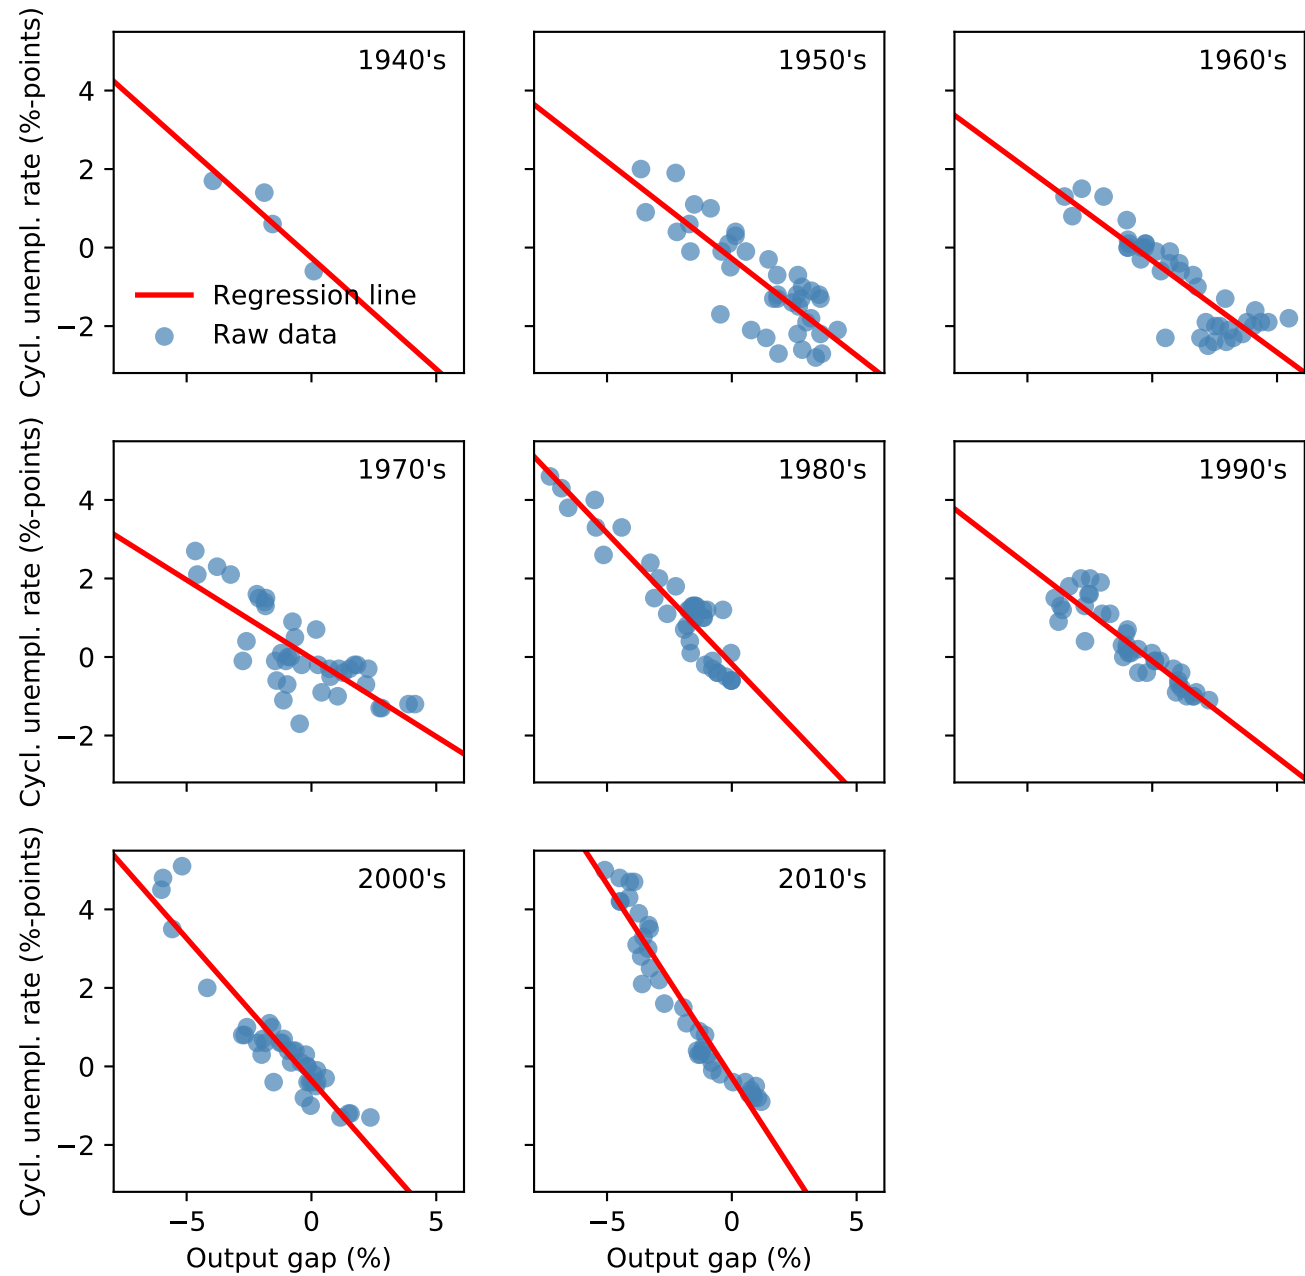 1940's
1950's
1960's
Cycl. unempl. rate (%-points)
4
2
0
−2
Regression line
Raw data
1970's
1980's
1990's
Cycl. unempl. rate (%-points)
4
2
0
−2
2000's
2010's
Cycl. unempl. rate (%-points)
4
2
0
−2
−5 0 5 −5 0 5
Output gap (%) Output gap (%)